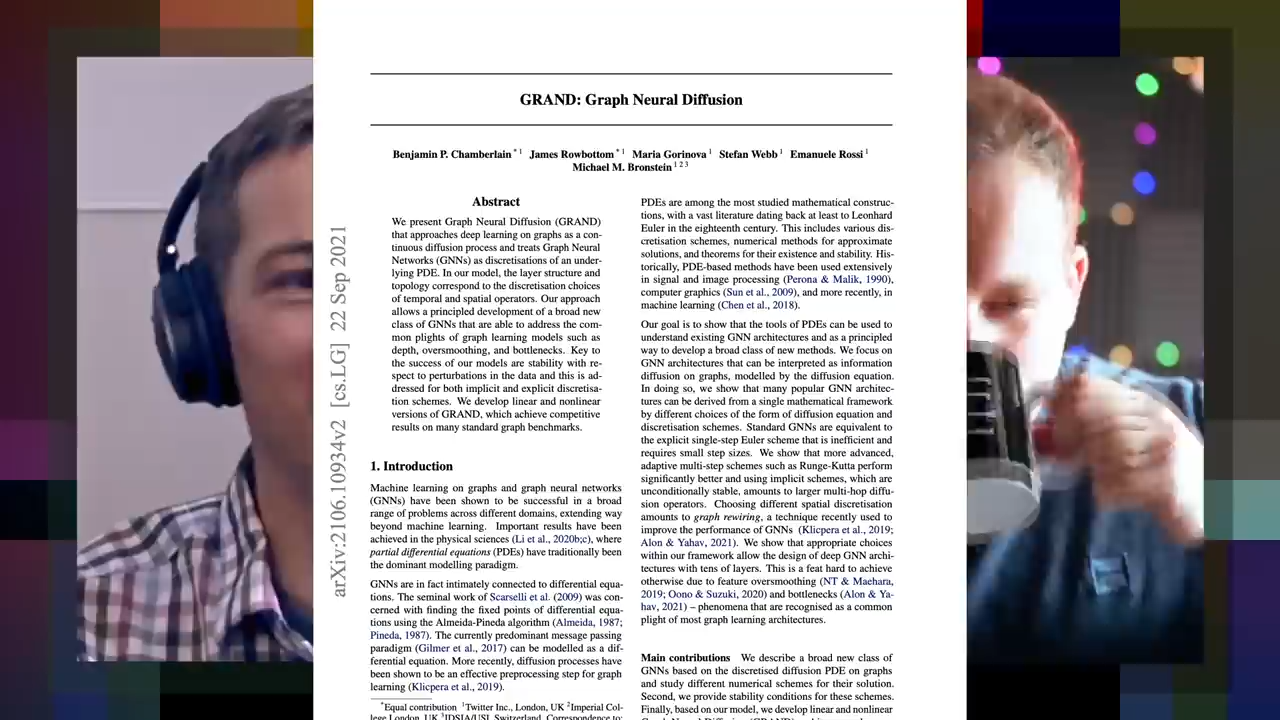 GRAND: Graph Neural Diffusion
Benjamin P. Chamberlain * 1 James Rowbottom * 1 Maria Gorinova 1 Stefan Webb 1 Emanuele Rossi 1
Michael M. Bronstein 1 2 3
arXiv:2106.10934v2 [cs.LG] 22 Sep 2021
Abstract
We present Graph Neural Diffusion (GRAND)
that approaches deep learning on graphs as a con-
tinuous diffusion process and treats Graph Neural
Networks (GNNs) as discretisations of an under-
lying PDE. In our model, the layer structure and
topology correspond to the discretisation choices
of temporal and spatial operators. Our approach
allows a principled development of a broad new
class of GNNs that are able to address the com-
mon plights of graph learning models such as
depth, oversmoothing, and bottlenecks. Key to
the success of our models are stability with re-
spect to perturbations in the data and this is ad-
dressed for both implicit and explicit discretisa-
tion schemes. We develop linear and nonlinear
versions of GRAND, which achieve competitive
results on many standard graph benchmarks.
1. Introduction
Machine learning on graphs and graph neural networks
(GNNs) have been shown to be successful in a broad
range of problems across different domains, extending way
beyond machine learning. Important results have been
achieved in the physical sciences (Li et al., 2020b;c), where
partial differential equations (PDEs) have traditionally been
the dominant modelling paradigm.
GNNs are in fact intimately connected to differential equa-
tions. The seminal work of Scarselli et al. (2009) was con-
cerned with finding the fixed points of differential equa-
tions using the Almeida-Pineda algorithm (Almeida, 1987;
Pineda, 1987). The currently predominant message passing
paradigm (Gilmer et al., 2017) can be modelled as a dif-
ferential equation. More recently, diffusion processes have
been shown to be an effective preprocessing step for graph
learning (Klicpera et al., 2019).
*Equal contribution 1Twitter Inc., London, UK 2Imperial Col-
lege London, UK 3IDSIA/USI, Switzerland. Correspondence to:
PDEs are among the most studied mathematical construc-
tions, with a vast literature dating back at least to Leonhard
Euler in the eighteenth century. This includes various dis-
cretisation schemes, numerical methods for approximate
solutions, and theorems for their existence and stability. His-
torically, PDE-based methods have been used extensively
in signal and image processing (Perona & Malik, 1990),
computer graphics (Sun et al., 2009), and more recently, in
machine learning (Chen et al., 2018).
Our goal is to show that the tools of PDEs can be used to
understand existing GNN architectures and as a principled
way to develop a broad class of new methods. We focus on
GNN architectures that can be interpreted as information
diffusion on graphs, modelled by the diffusion equation.
In doing so, we show that many popular GNN architec-
tures can be derived from a single mathematical framework
by different choices of the form of diffusion equation and
discretisation schemes. Standard GNNs are equivalent to
the explicit single-step Euler scheme that is inefficient and
requires small step sizes. We show that more advanced,
adaptive multi-step schemes such as Runge-Kutta perform
significantly better and using implicit schemes, which are
unconditionally stable, amounts to larger multi-hop diffu-
sion operators. Choosing different spatial discretisation
amounts to graph rewiring, a technique recently used to
improve the performance of GNNs (Klicpera et al., 2019;
Alon & Yahav, 2021). We show that appropriate choices
within our framework allow the design of deep GNN archi-
tectures with tens of layers. This is a feat hard to achieve
otherwise due to feature oversmoothing (NT & Maehara,
2019; Oono & Suzuki, 2020) and bottlenecks (Alon & Ya-
hav, 2021) – phenomena that are recognised as a common
plight of most graph learning architectures.
Main contributions We describe a broad new class of
GNNs based on the discretised diffusion PDE on graphs
and study different numerical schemes for their solution.
Second, we provide stability conditions for these schemes.
Finally, based on our model, we develop linear and nonlinear